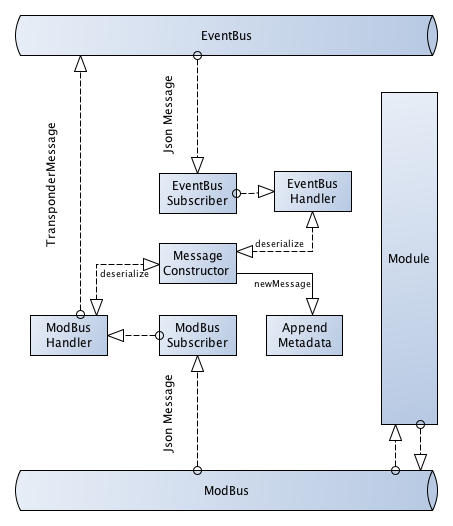 EventBus
Json Message
TransponderMessage
EventBus
Subscriber
EventBus
Handler
deserialize
Message
Constructor
deserialize
newMessage
Module
ModBus
Handler
ModBus
Subscriber
Append
Metadata
Json Message
ModBus